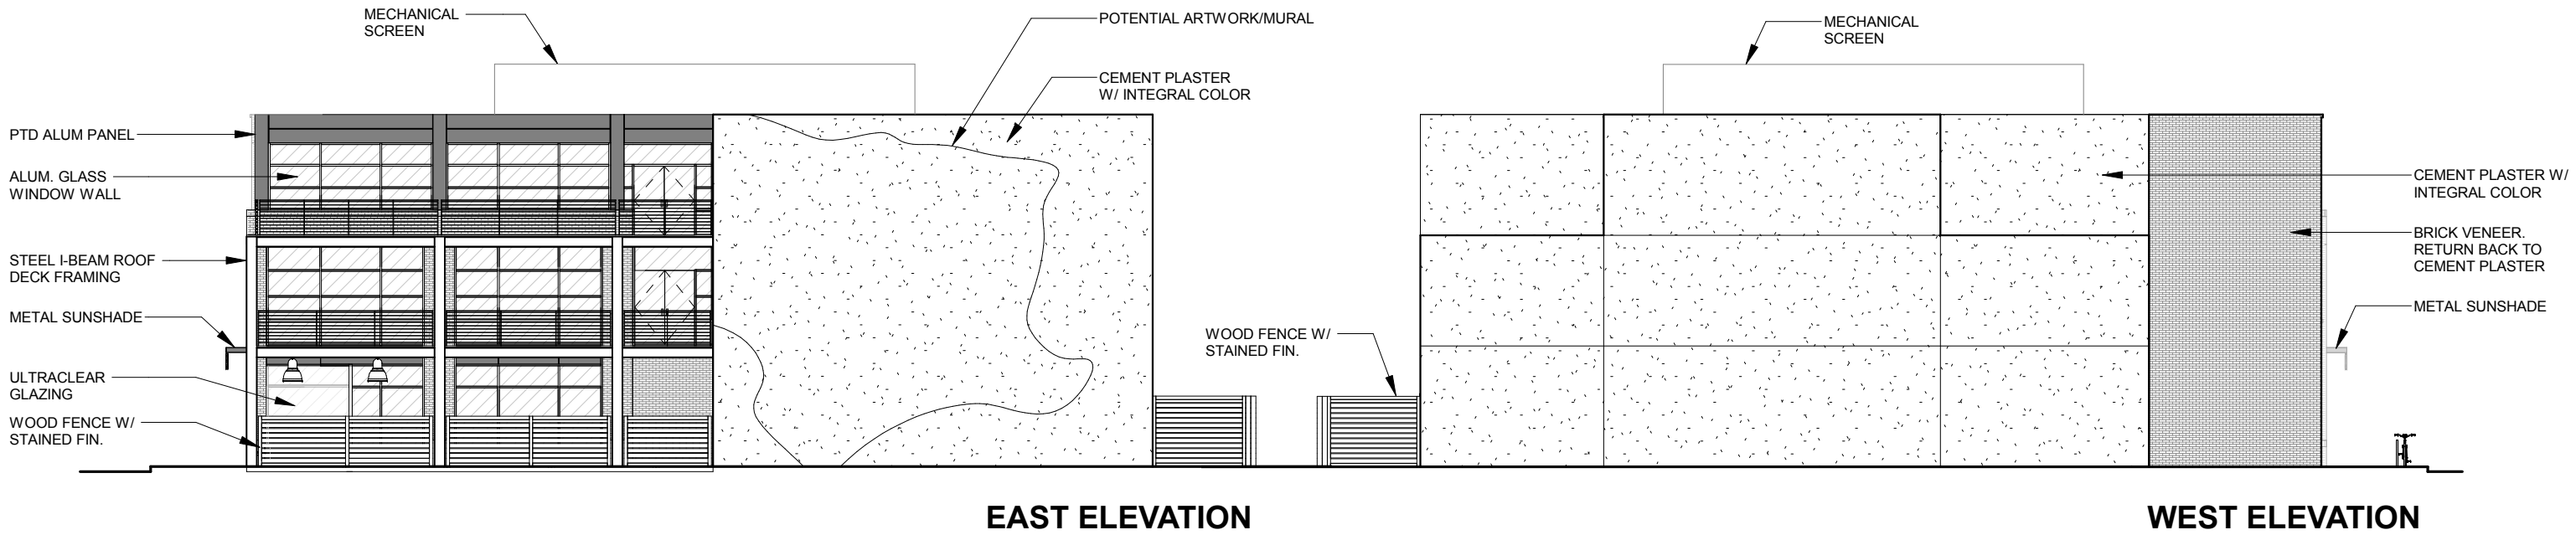 MECHANICAL
SCREEN
POTENTIAL ARTWORK/MURAL
CEMENT PLASTER
W/ INTEGRAL COLOR
PTD ALUM PANEL
ALUM. GLASS
WINDOW WALL
STEEL I-BEAM ROOF
DECK FRAMING
METAL SUNSHADE
ULTRACLEAR
GLAZING
WOOD FENCE W/
STAINED FIN.
EAST ELEVATION
MECHANICAL
SCREEN
WOOD FENCE W/
STAINED FIN.
CEMENT PLASTER W/
INTEGRAL COLOR
BRICK VENEER.
RETURN BACK TO
CEMENT PLASTER
METAL SUNSHADE
WEST ELEVATION